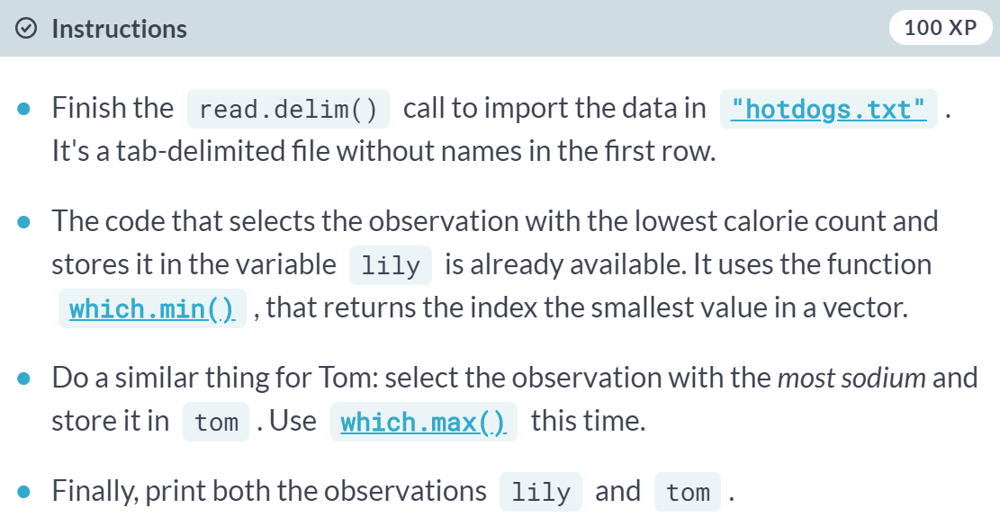 Instructions 100 XP
Finish the read.delim() call to import the data in "hotdogs.txt" .
It's a tab-delimited file without names in the first row.
The code that selects the observation with the lowest calorie count and
stores it in the variable lily is already available. It uses the function
which.min() , that returns the index the smallest value in a vector.
Do a similar thing for Tom: select the observation with the most sodium and
store it in tom . Use which.max() this time.
Finally, print both the observations lily and tom .